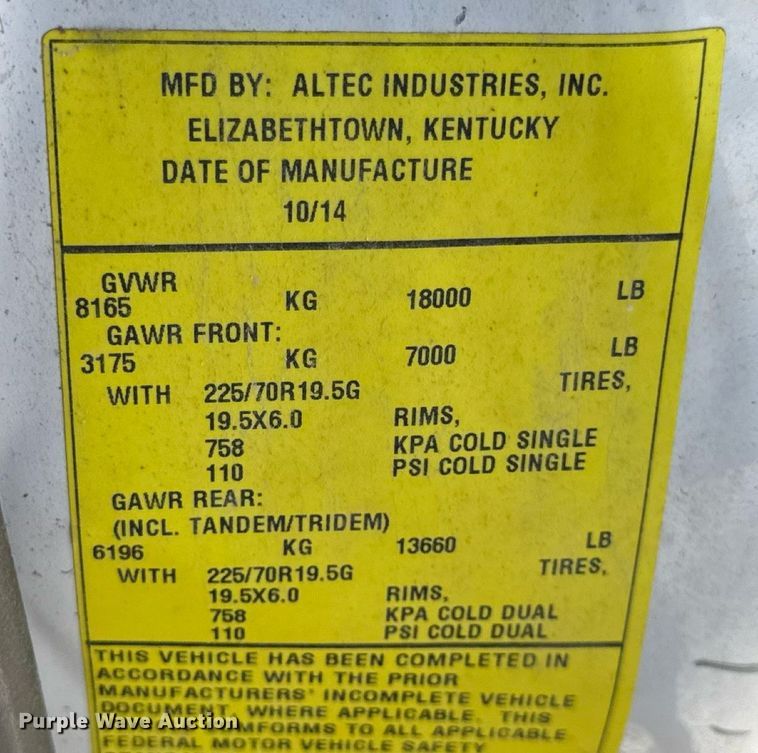 MFD BY: ALTEC INDUSTRIES, INC.
ELIZABETHTOWN, KENTUCKY
DATE OF MANUFACTURE
10/14
GVWR
8165 KG 18000 LB
GAWR FRONT:
3175 KG 7000 LB
WITH 225/70R19.5G TIRES,
19.5X6.0 RIMS,
758 KPA COLD SINGLE
110 PSI COLD SINGLE
GAWR REAR:
(INCL. TANDEM/TRIDEM)
6196 KG 13660 LB
WITH 225/70R19.5G TIRES,
19.5X6.0 RIMS,
758 KPA COLD DUAL
110 PSI COLD DUAL
THIS VEHICLE HAS BEEN COMPLETED IN
ACCORDANCE WITH THE PRIOR
MANUFACTURERS' INCOMPLETE VEHICLE
DOCUMENT, WHERE APPLICABLE. THIS
MFORMS TO ALL APPLICABLE
FEDERAL MOTOR VEHICLE SAFETY
Purple Wave Auction